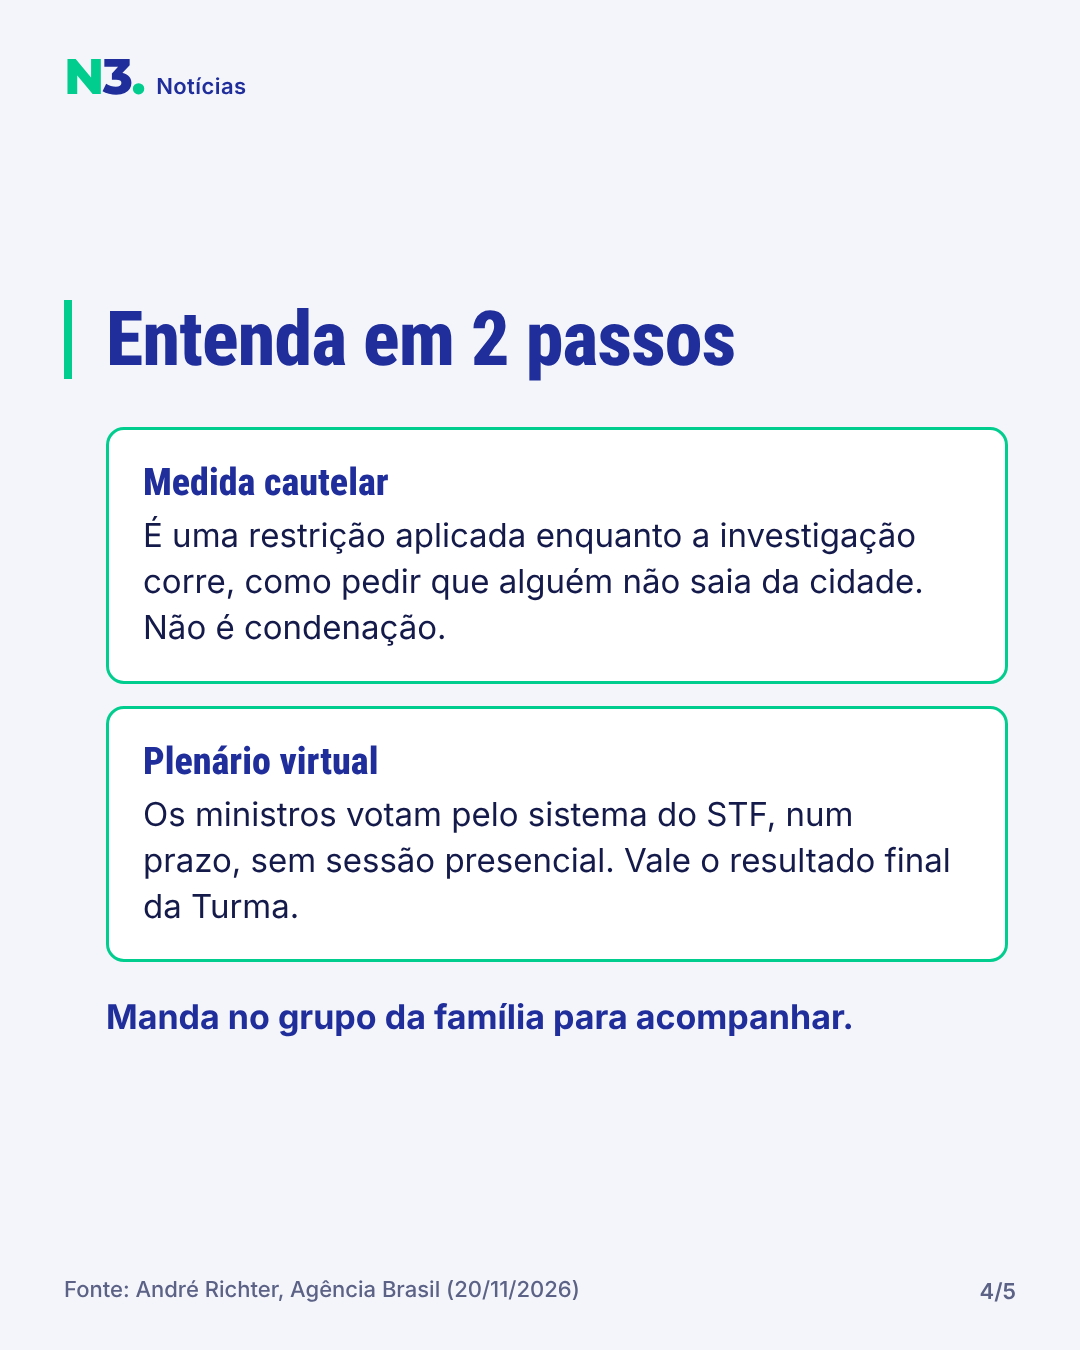 N3. Notícias
Entenda em 2 passos
Medida cautelar
É uma restrição aplicada enquanto a investigação
corre, como pedir que alguém não saia da cidade.
Não é condenação.
Plenário virtual
Os ministros votam pelo sistema do STF, num
prazo, sem sessão presencial. Vale o resultado final
da Turma.
Manda no grupo da família para acompanhar.
Fonte: André Richter, Agência Brasil (20/11/2026)
4/5